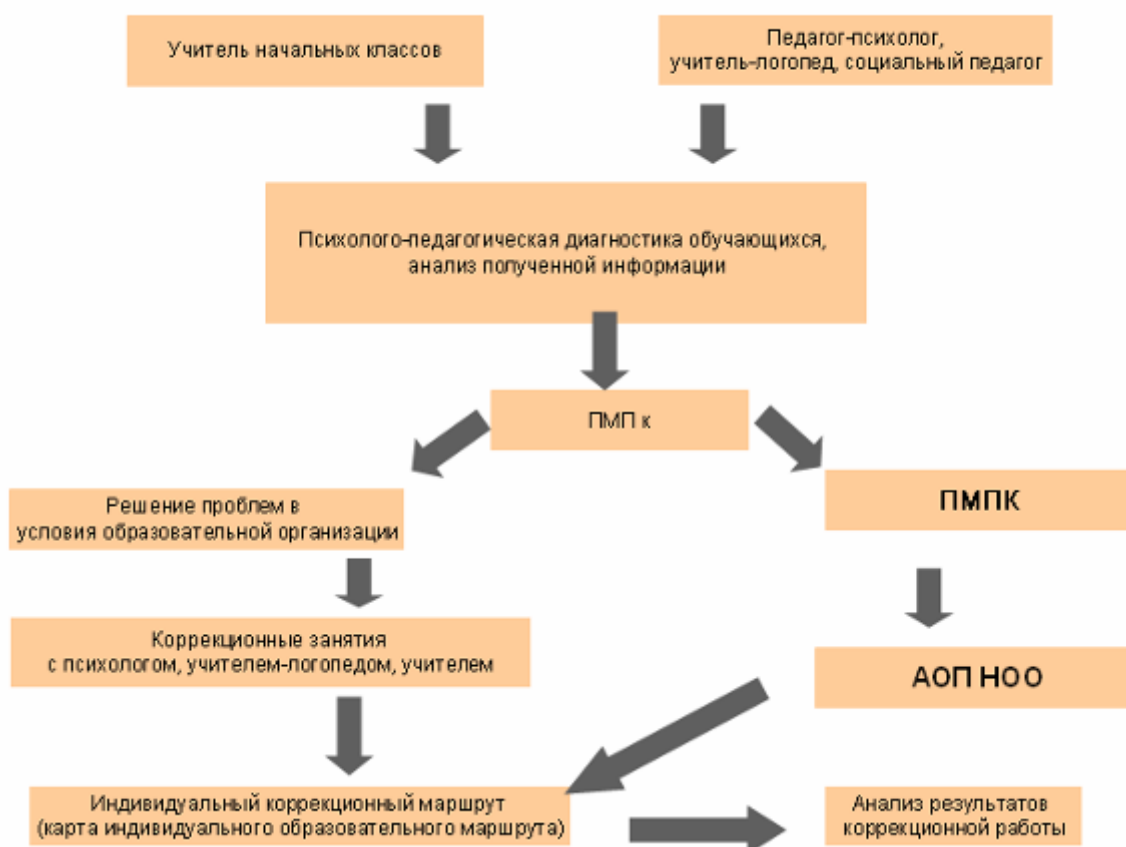 Учитель начальных классов
Педагог-психолог,
учитель-логопед, социальный педагог
Психолого-педагогическая диагностика обучающихся,
анализ полученной информации
ПМП к
Решение проблем в
условия образовательной организации
ПМПК
Коррекционные занятия
с психологом, учителем-логопедом, учителем
АОП НОО
Индивидуальный коррекционный маршрут
(карта индивидуального образовательного маршрута)
Анализ результатов
коррекционной работы